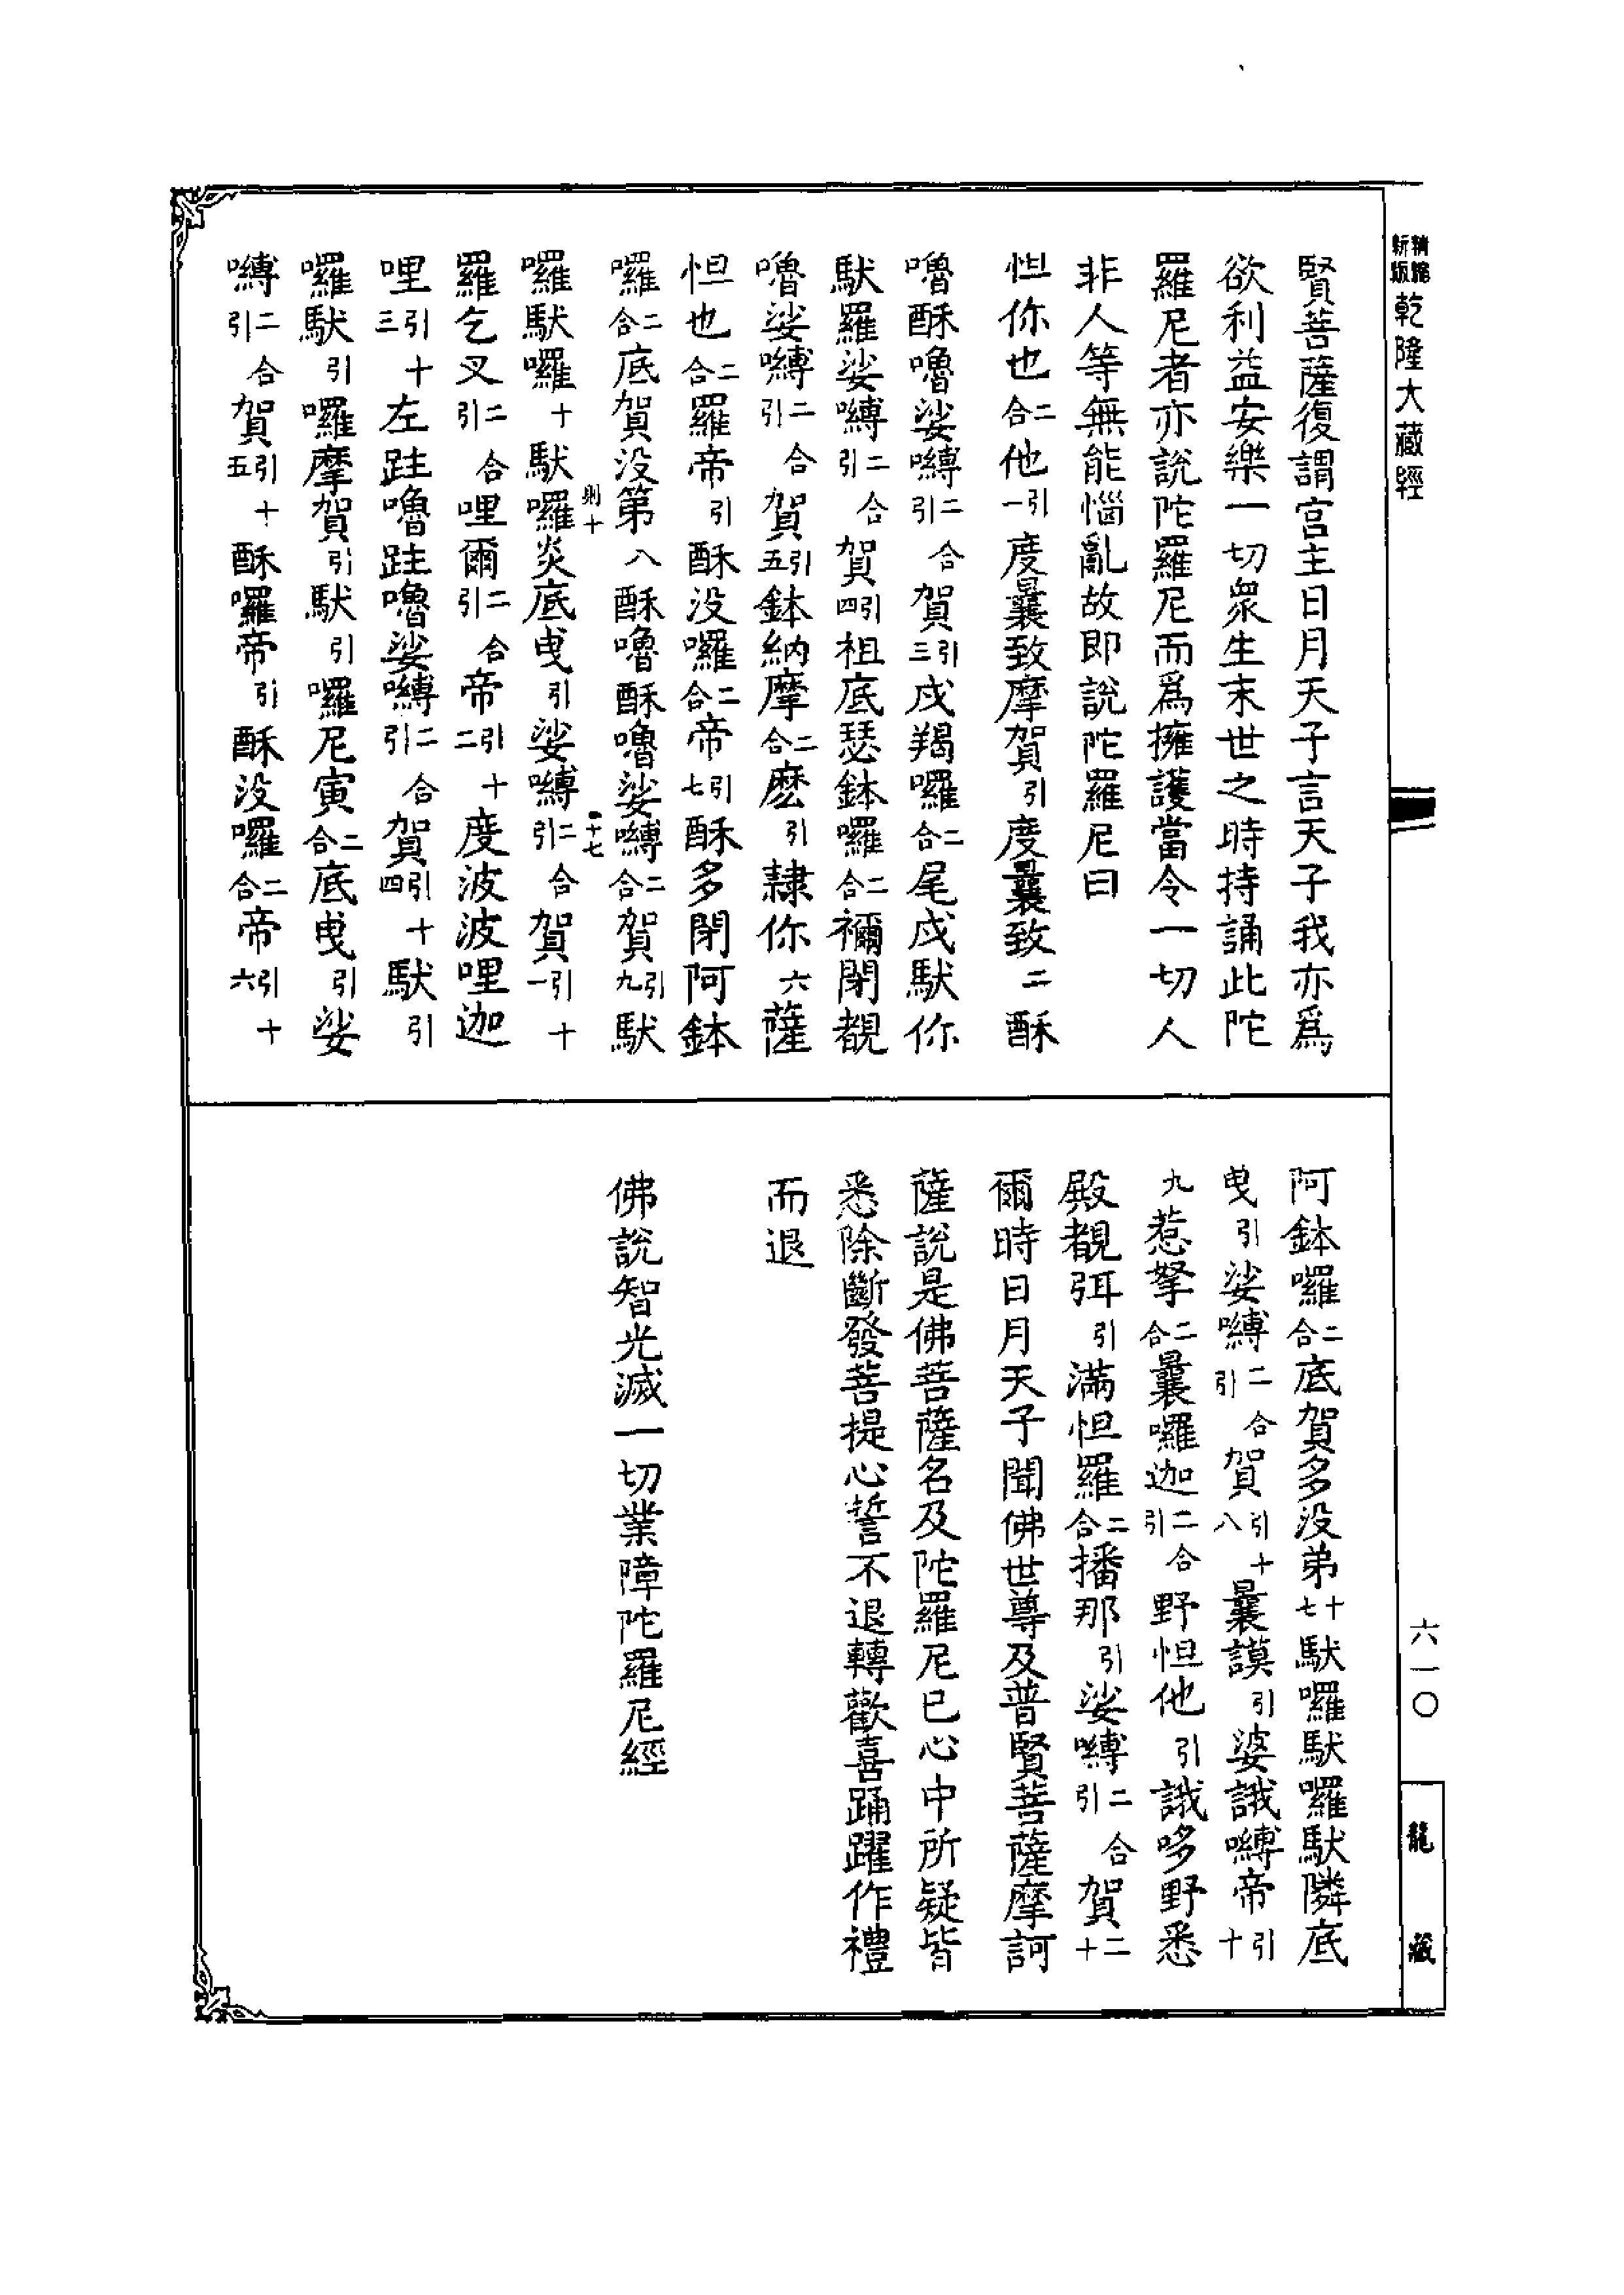 精縮新版 乾隆大藏經
賢菩薩復謂宮主日月天子言天子我亦爲
欲利益安樂一切衆生末世之時持誦此陀
羅尼者亦說陀羅尼而爲擁護當令一切人
非人等無能惱亂故即說陀羅尼曰
怛你也二合他引一度曩致摩賀引度曩致二酥
嚕酥嚕娑嚩二合引賀引三戍羯囉二合尾戍馱你
馱羅娑嚩二合引賀引四祖底瑟鉢囉二合禰閉覩
嚕娑嚩二合引賀引五鉢納摩二合麽引隸你六薩
怛也二合羅帝引酥没囉二合帝引七酥多閉阿鉢
囉二合底賀没第八酥嚕酥嚕娑嚩二合賀引九馱
則十
十七
囉馱囉十馱囉炎底曳引娑嚩二合引賀引十一
羅乞叉二合引哩爾二合引帝引十二度波波哩迦
哩引十三左跓嚕跓嚕娑嚩二合引賀引十四馱引
囉馱引囉摩賀引馱引囉尼寅二合底曳引娑
嚩二合引賀引十五酥囉帝引酥没囉二合帝引十六
阿鉢囉二合底賀多没弟十七馱囉馱囉馱隣底
曳引娑嚩二合引賀引十八曩謨引婆誐嚩帝引十
九惹拏二合曩囉迦二合引野怛他引誐哆野悉
殿覩弭引滿怛羅二合播那引娑嚩二合引賀二十
爾時日月天子聞佛世尊及普賢菩薩摩訶
薩說是佛菩薩名及陀羅尼已心中所疑皆
悉除斷發菩提心誓不退轉歡喜踊躍作禮
而退
佛說智光滅一切業障陀羅尼經
六一〇
龍藏